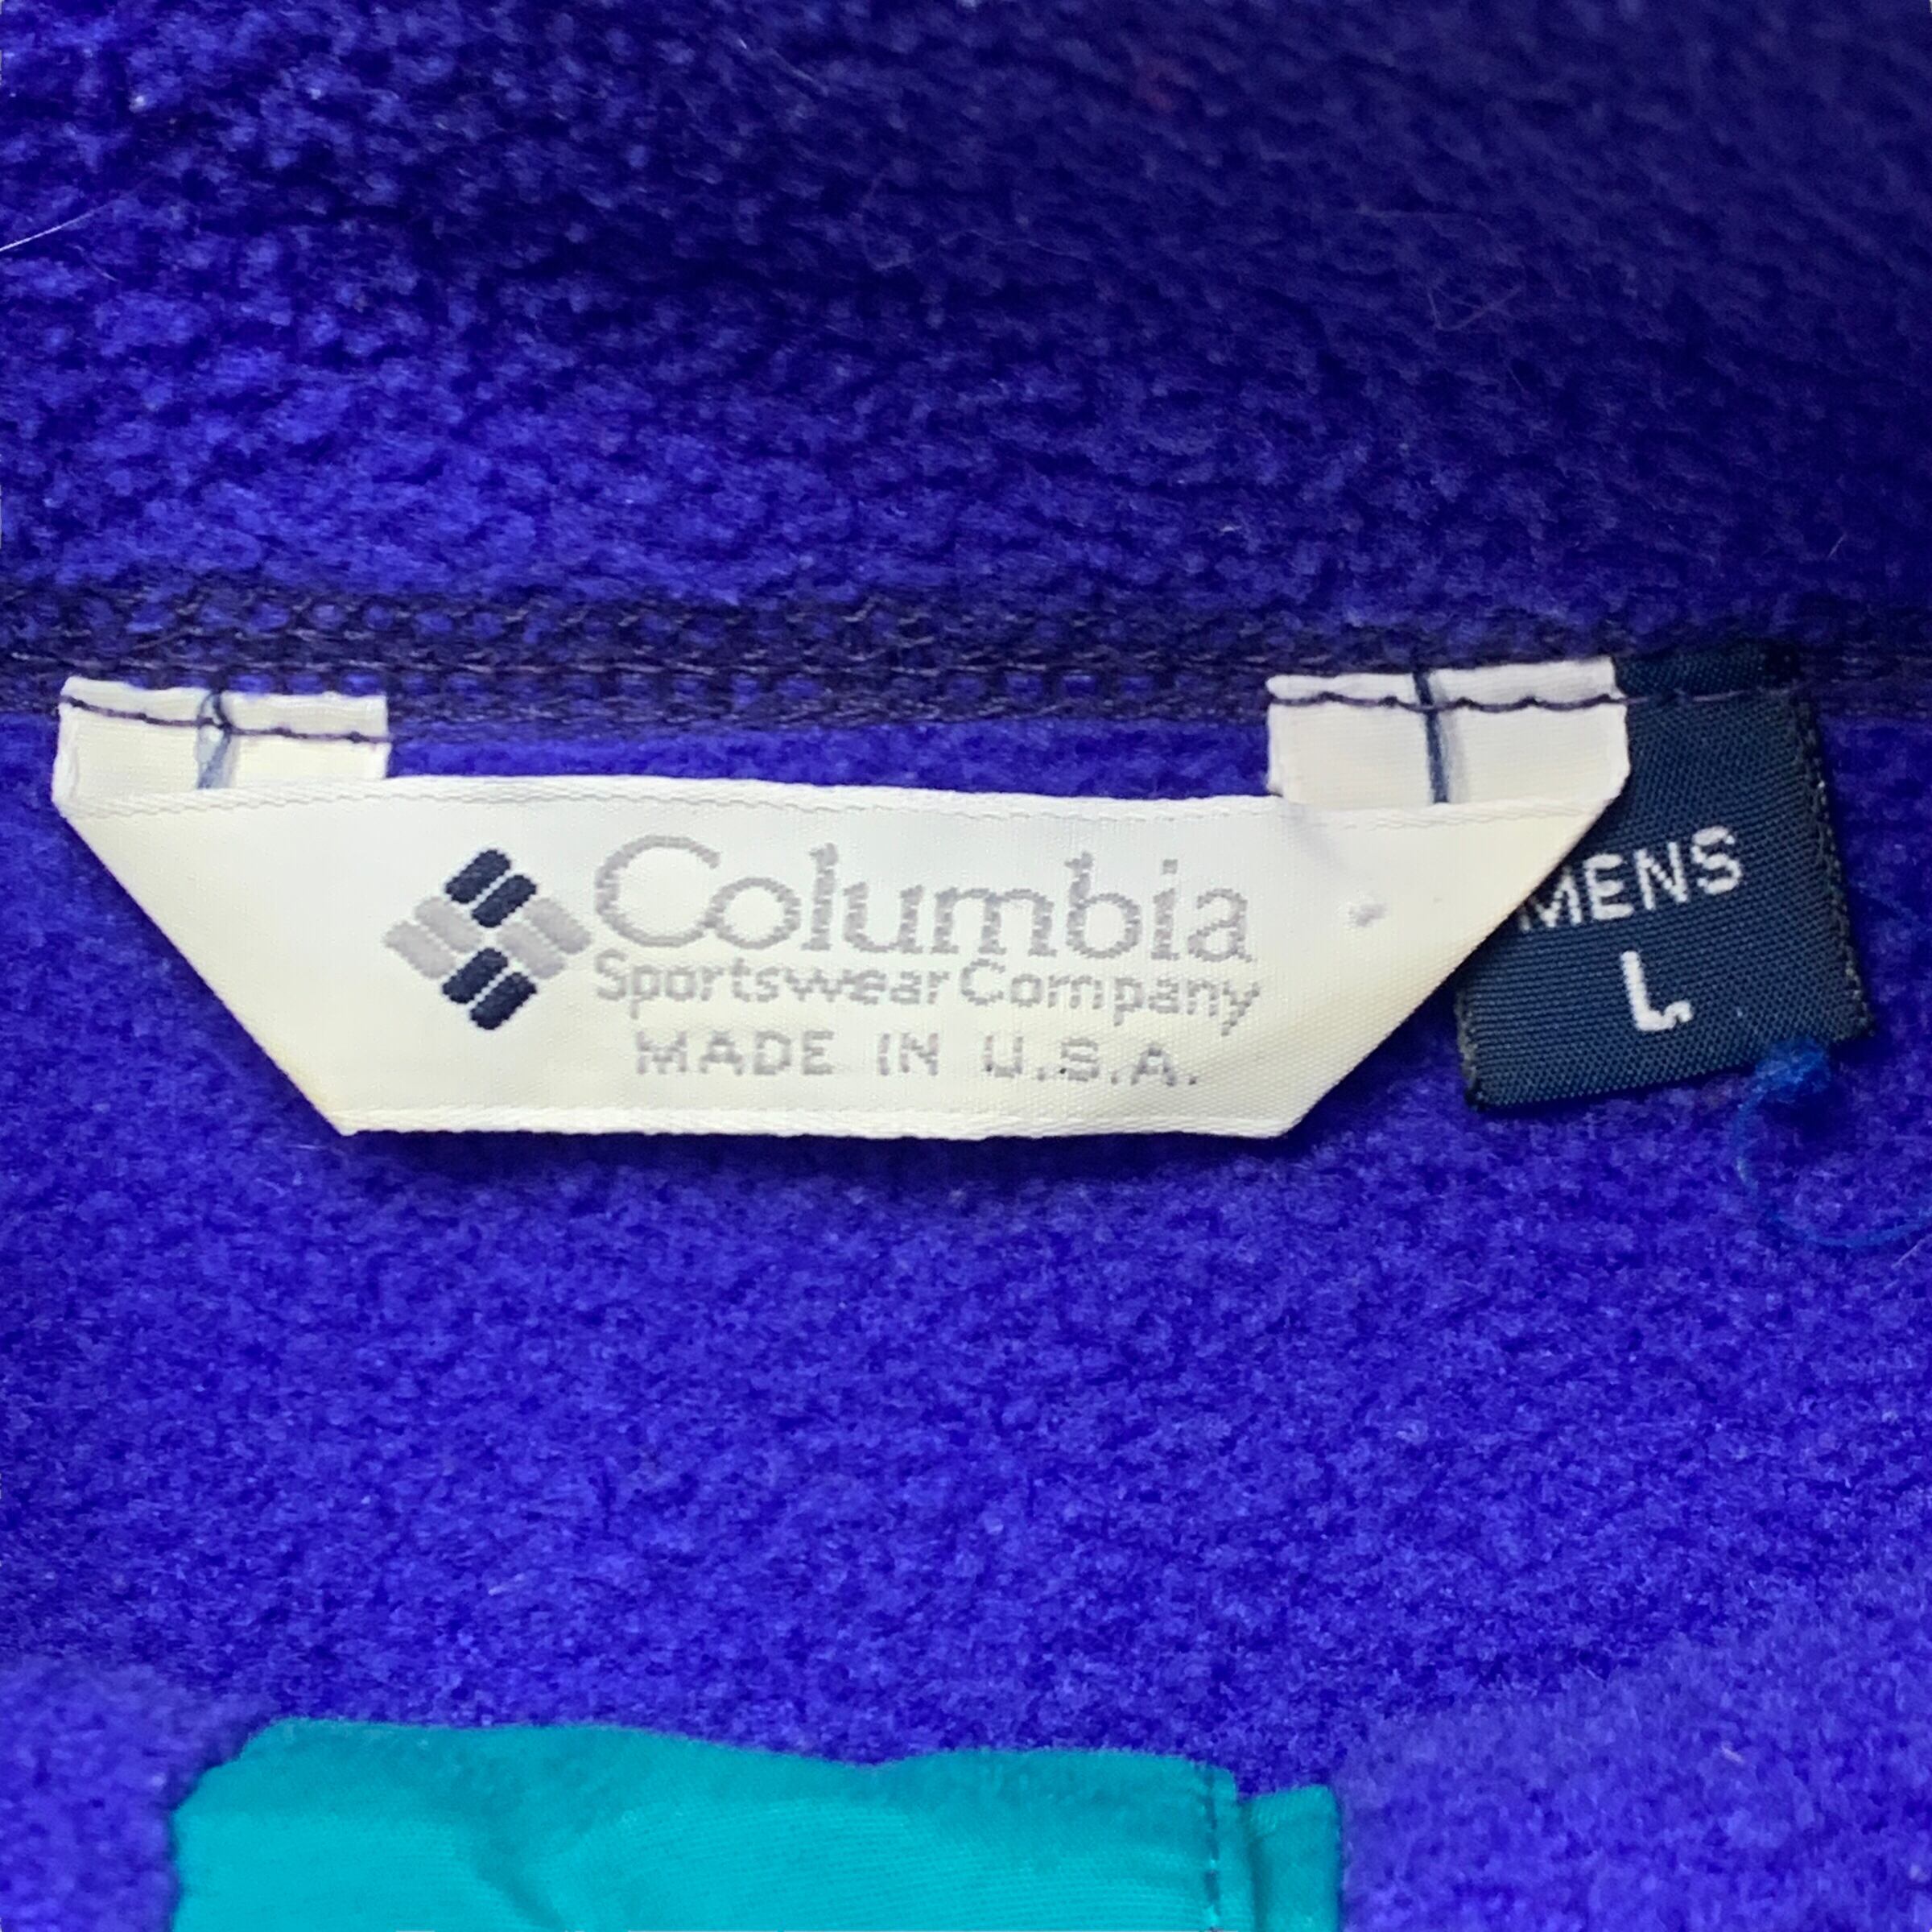 Columbia
Sportswear Company
MADE IN U.S.A.
MENS
L